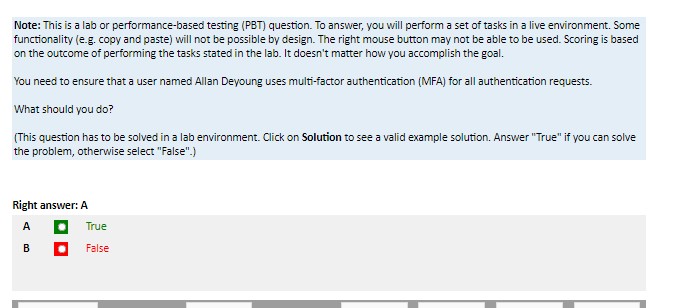 Note: This is a lab or performance-based testing (PBT) question. To answer, you will perform a set of tasks in a live environment. Some
functionality (e.g. copy and paste) will not be possible by design. The right mouse button may not be able to be used. Scoring is based
on the outcome of performing the tasks stated in the lab. It doesn't matter how you accomplish the goal.
You need to ensure that a user named Allan Deyoung uses multi-factor authentication (MFA) for all authentication requests.
What should you do?
(This question has to be solved in a lab environment. Click on Solution to see a valid example solution. Answer "True" if you can solve
the problem, otherwise select "False".)
Right answer: A
A True
B False